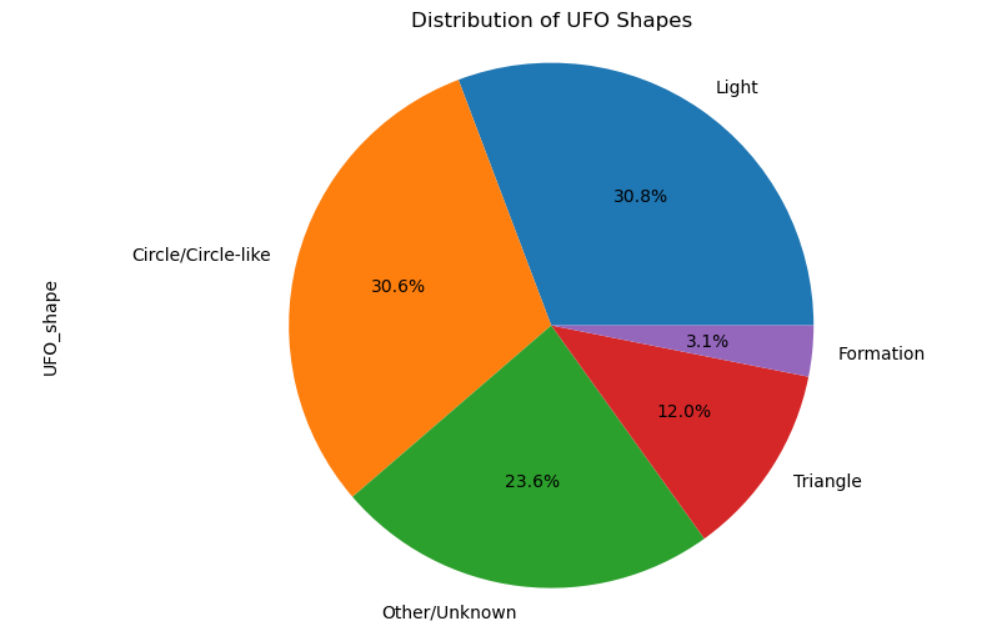 Distribution of UFO Shapes
Light
30.8%
Circle/Circle-like
30.6%
UFO_shape
3.1%
Formation
12.0%
Triangle
23.6%
Other/Unknown